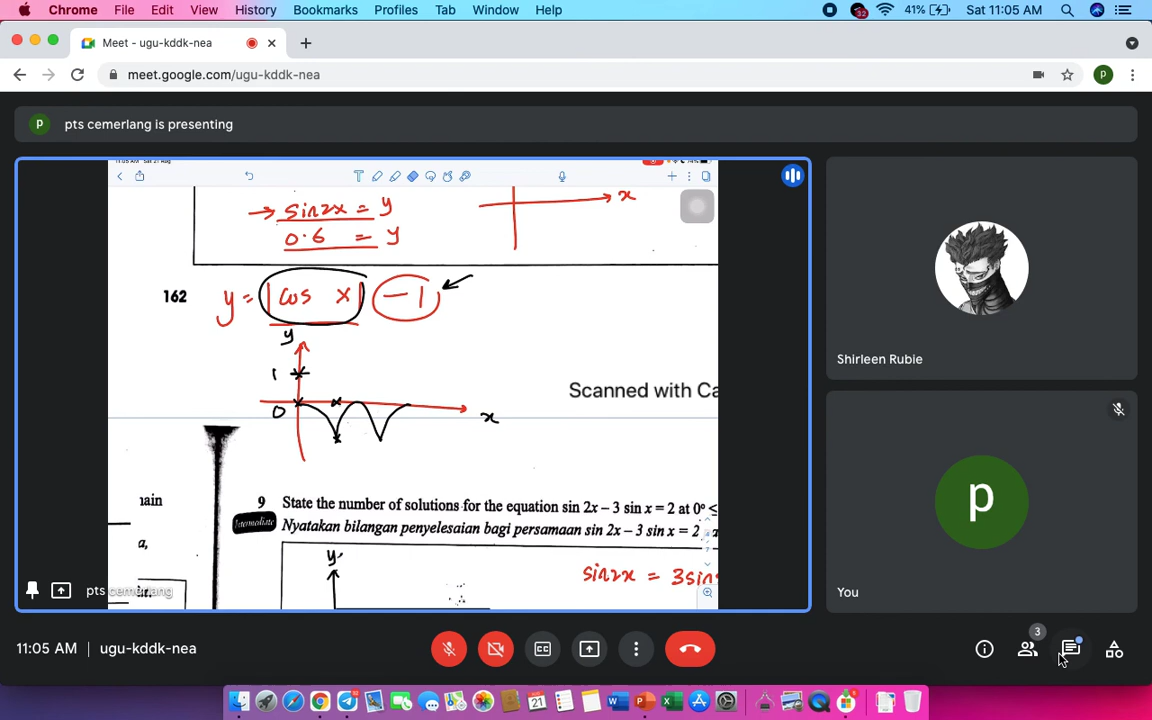 Chrome File Edit View History Bookmarks Profiles Tab Window Help 41% Sat 11:05 AM
Meet - ugu-kddk-nea
meet.google.com/ugu-kddk-nea
p
p pts cemerlang is presenting
→ sin2x = y
0.6 = y
x
162 y = |cos x| -1
y
1
0
x
Scanned with Ca
ain
a,
9 State the number of solutions for the equation sin 2x – 3 sin x = 2 at 0° ≤
Intermediate Nyatakan bilangan penyelesaian bagi persamaan sin 2x – 3 sin x = 2
y
sin2x = 3sin
pts cemerlang
Shirleen Rubie
p
You
11:05 AM | ugu-kddk-nea
3